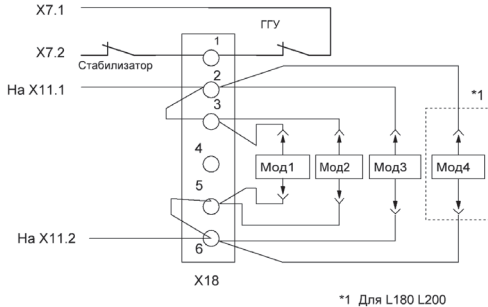 X7.1
ГГУ
X7.2
1
Стабилизатор
2
На X11.1
*1
3
4
Мод1
Мод2
Мод3
Мод4
5
На X11.2
6
X18
*1 Для L180 L200